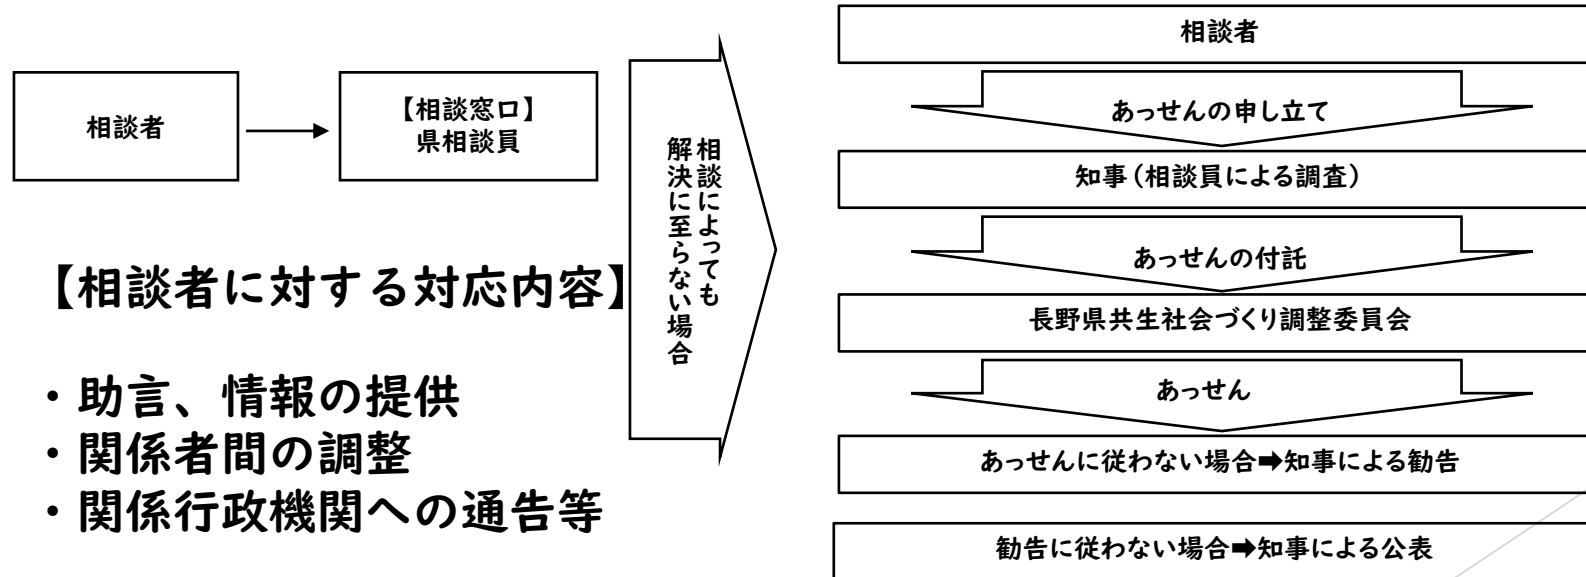 相談者
【相談窓口】
県相談員
【相談者に対する対応内容】
・助言、情報の提供
・関係者間の調整
・関係行政機関への通告等
相談によっても
解決に至らない場合
相談者
あっせんの申し立て
知事（相談員による調査）
あっせんの付託
長野県共生社会づくり調整委員会
あっせん
あっせんに従わない場合➡知事による勧告
勧告に従わない場合➡知事による公表